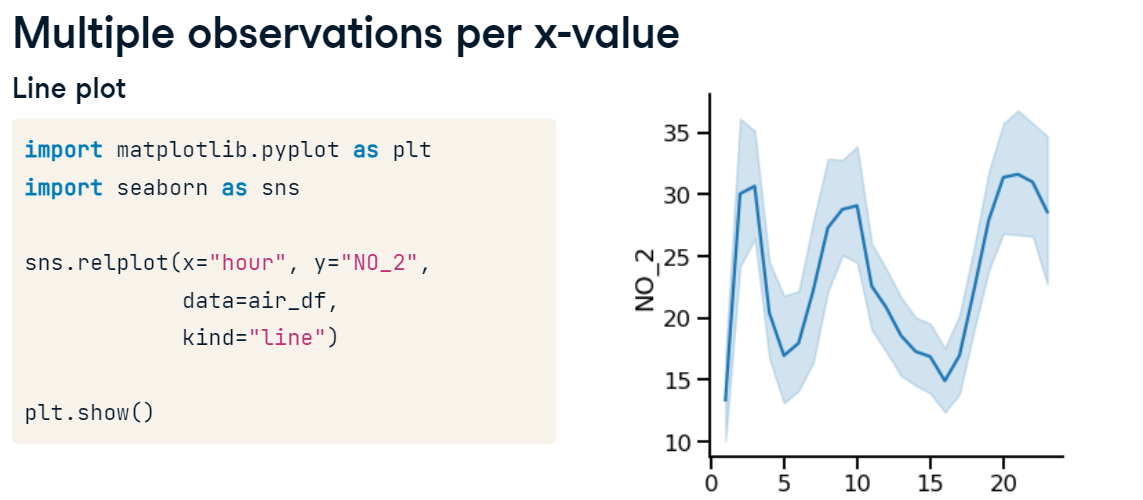 Multiple observations per x-value
Line plot
import matplotlib.pyplot as plt
import seaborn as sns
sns.relplot(x="hour", y="NO_2",
data=air_df,
kind="line")
plt.show()
NO_2
35
30
25
20
15
10
0 5 10 15 20